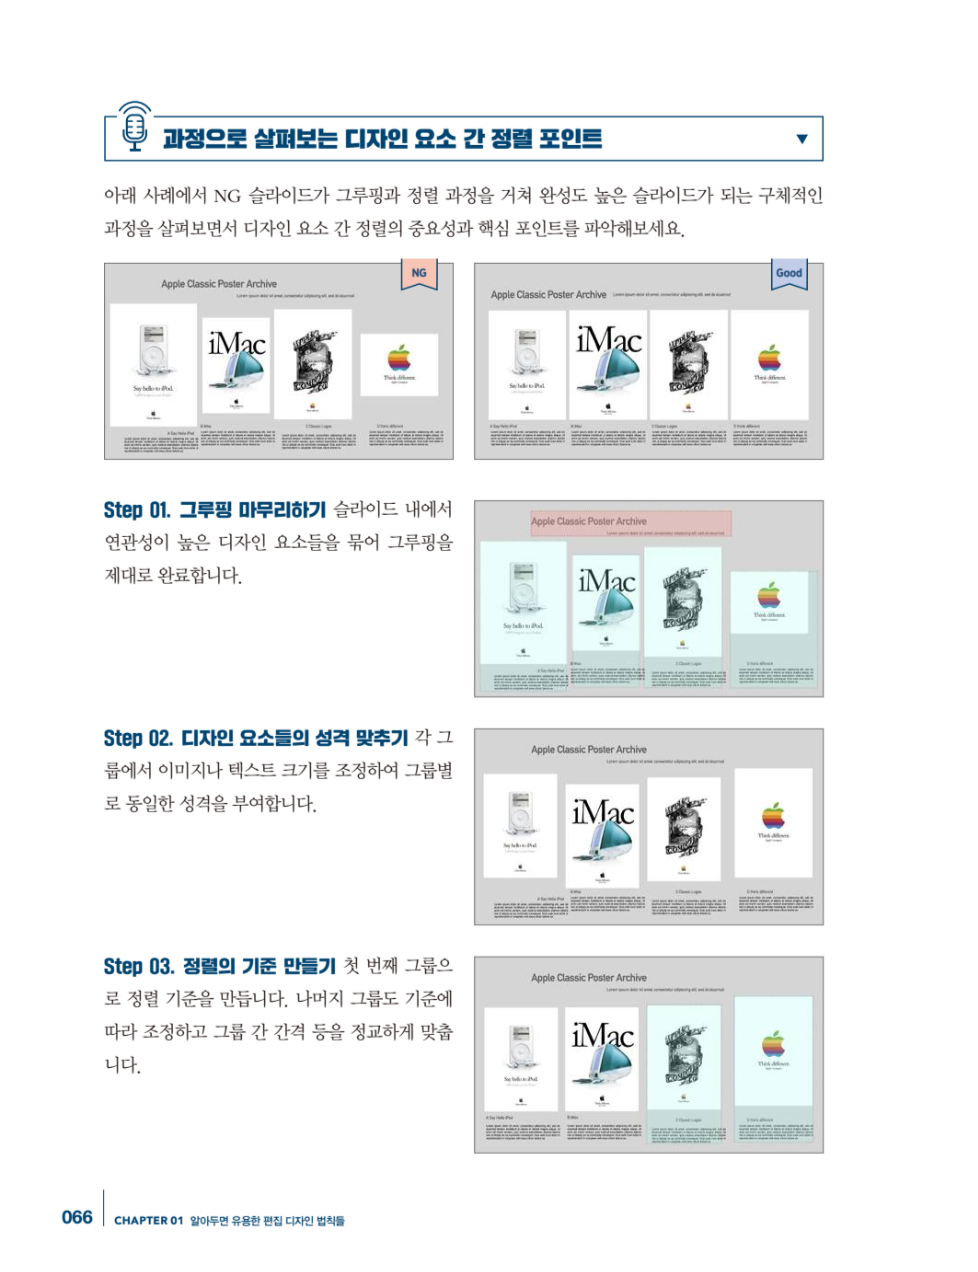 과정으로 살펴보는 디자인 요소 간 정렬 포인트
아래 사례에서 NG 슬라이드가 그루핑과 정렬 과정을 거쳐 완성도 높은 슬라이드가 되는 구체적인
과정을 살펴보면서 디자인 요소 간 정렬의 중요성과 핵심 포인트를 파악해보세요.
NG
Apple Classic Poster Archive
iMac
Say hello to iPod.
Think different.
Good
Apple Classic Poster Archive
iMac
Say hello to iPod.
Think different.
Step 01. 그루핑 마무리하기 슬라이드 내에서
연관성이 높은 디자인 요소들을 묶어 그루핑을
제대로 완료합니다.
Apple Classic Poster Archive
iMac
Say hello to iPod.
Think different.
Step 02. 디자인 요소들의 성격 맞추기 각 그
룹에서 이미지나 텍스트 크기를 조정하여 그룹별
로 동일한 성격을 부여합니다.
Apple Classic Poster Archive
iMac
Say hello to iPod.
Think different.
Step 03. 정렬의 기준 만들기 첫 번째 그룹으
로 정렬 기준을 만듭니다. 나머지 그룹도 기준에
따라 조정하고 그룹 간 간격 등을 정교하게 맞춥
니다.
Apple Classic Poster Archive
iMac
Say hello to iPod.
Think different.
066
CHAPTER 01 알아두면 유용한 편집 디자인 법칙들